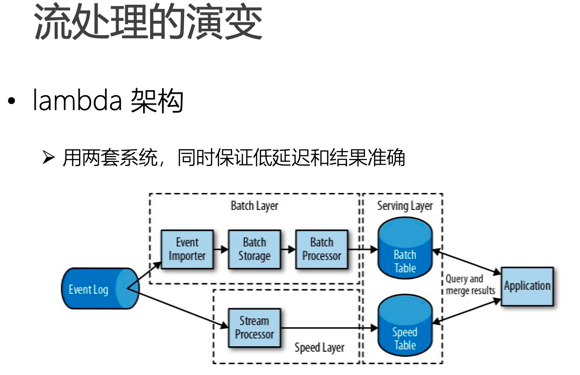 流处理的演变
• lambda 架构
➢ 用两套系统，同时保证低延迟和结果准确
Batch Layer
Serving Layer
Event
Importer
Batch
Storage
Batch
Processor
Batch
Table
Event Log
Query and
merge results
Application
Stream
Processor
Speed Layer
Speed
Table